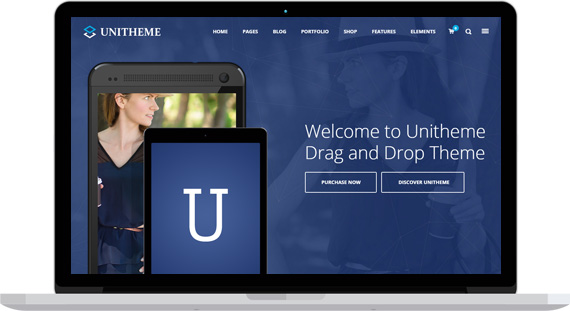 UNITHEME
HOME PAGES BLOG PORTFOLIO SHOP FEATURES ELEMENTS
Welcome to Unitheme
Drag and Drop Theme
PURCHASE NOW DISCOVER UNITHEME
U